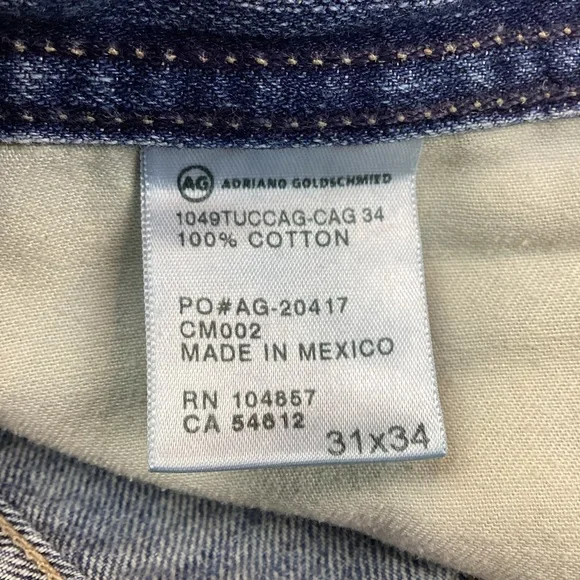 AG ADRIANO GOLDSCHMIED
1049TUCCAG-CAG 34
100% COTTON
PO#AG-20417
CM002
MADE IN MEXICO
RN 104857
CA 54612
31x34